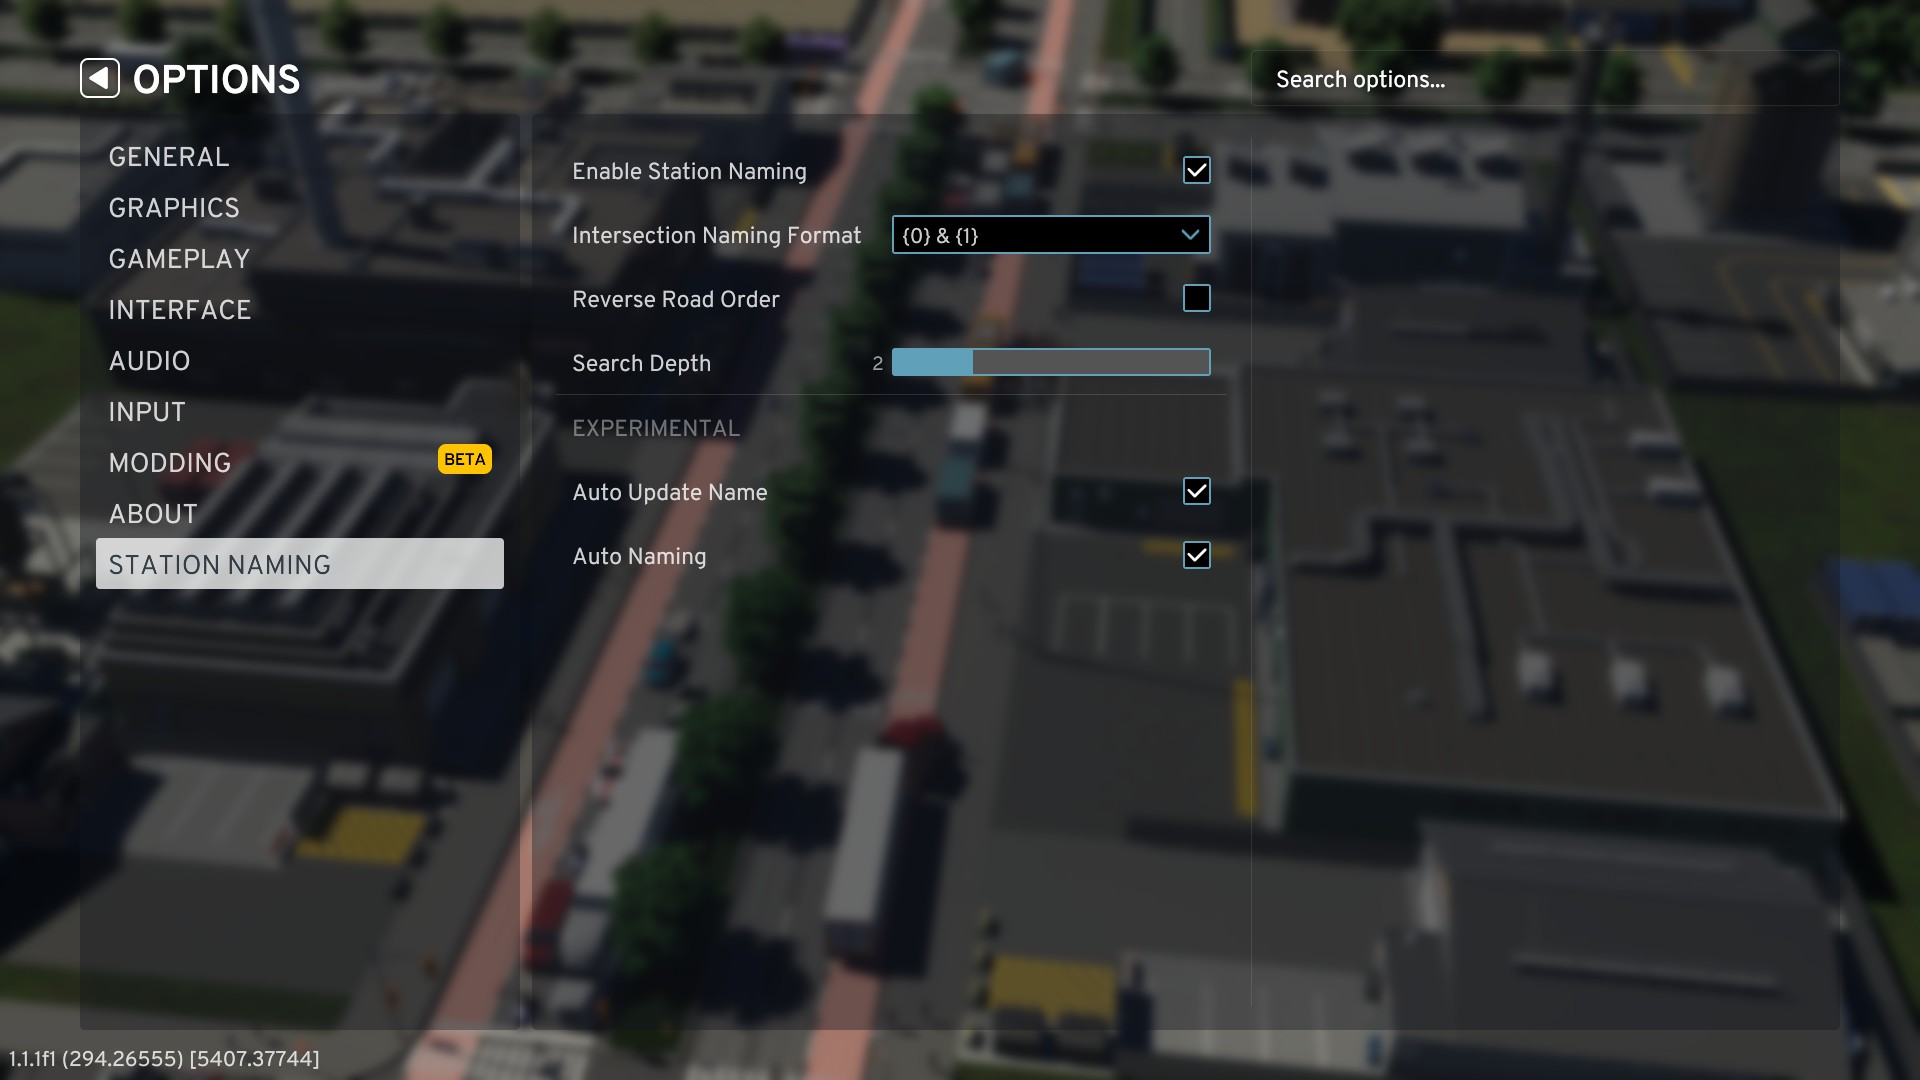 OPTIONS
Search options...
GENERAL
GRAPHICS
GAMEPLAY
INTERFACE
AUDIO
INPUT
MODDING BETA
ABOUT
STATION NAMING
Enable Station Naming
Intersection Naming Format {0} & {1}
Reverse Road Order
Search Depth 2
EXPERIMENTAL
Auto Update Name
Auto Naming
1.1.1f1 (294.26555) [5407.37744]